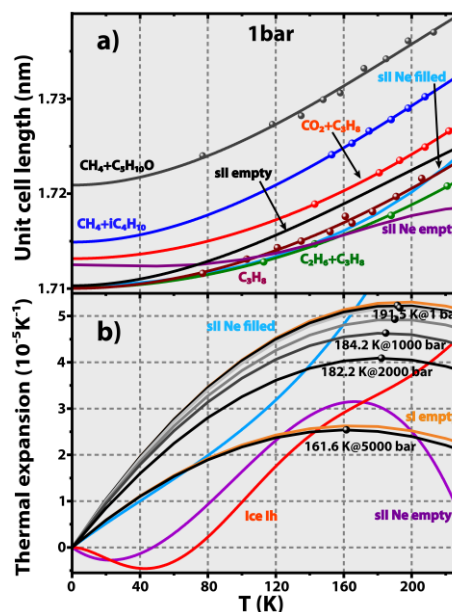 a)
1bar
Unit cell length (nm)
1.73
1.72
1.71
CH₄+C₅H₁₀O
CH₄+iC₄H₁₀
sII empty
CO₂+C₃H₈
sII Ne filled
sII Ne empty
C₃H₈
C₂H₆+C₃H₈
b)
Thermal expansion (10⁻⁵K⁻¹)
5
4
3
2
1
0
sII Ne filled
191.5 K@1 bar
184.2 K@1000 bar
182.2 K@2000 bar
sI empty
161.6 K@5000 bar
Ice Ih
sII Ne empty
0 40 80 120 160 200
T (K)